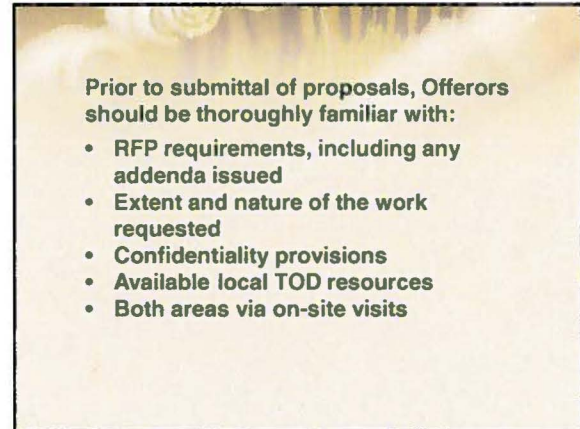 Prior to submittal of proposals, Offerors
should be thoroughly familiar with:
• RFP requirements, including any
addenda issued
• Extent and nature of the work
requested
• Confidentiality provisions
• Available local TOD resources
• Both areas via on-site visits